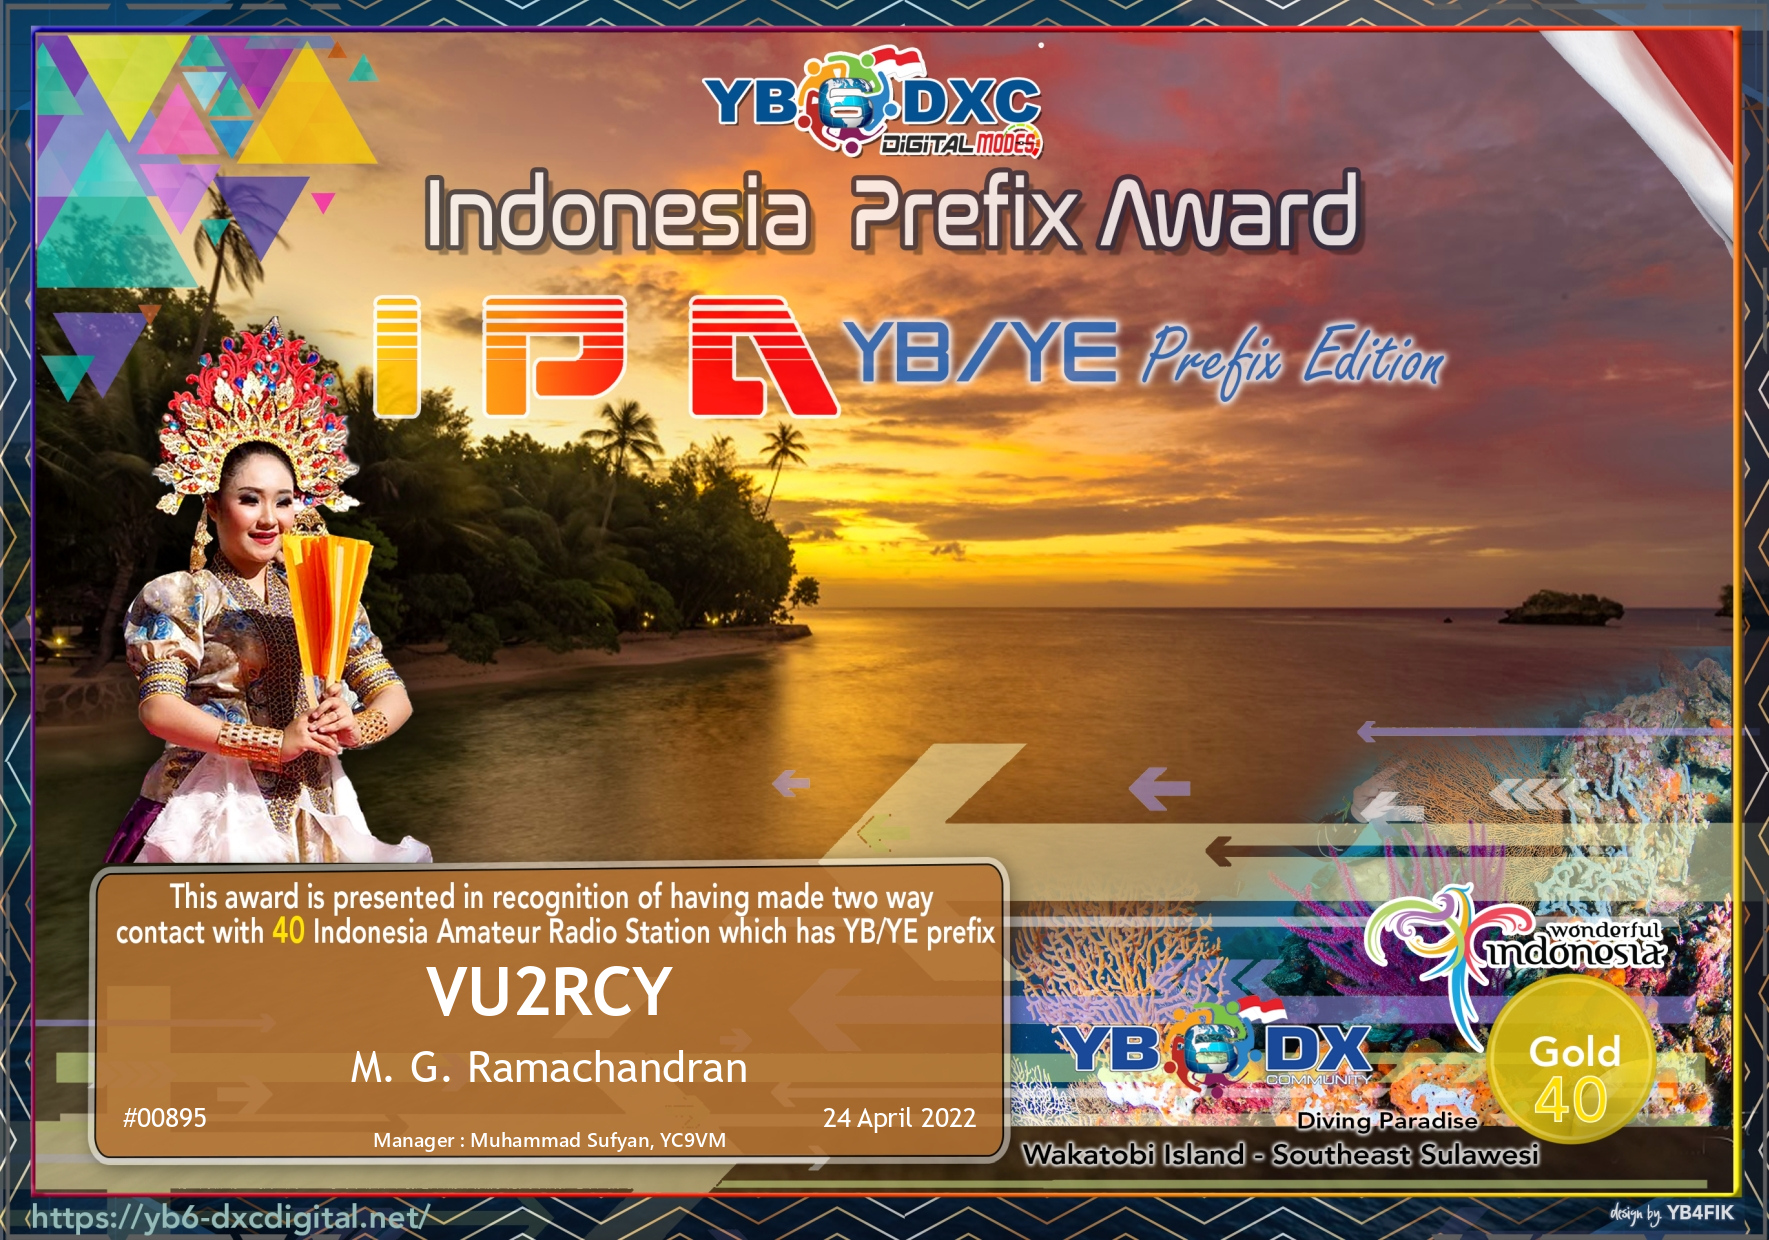 YB6DXC
DIGITAL MODES
Indonesia Prefix Award
IPA YB/YE Prefix Edition
This award is presented in recognition of having made two way
contact with 40 Indonesia Amateur Radio Station which has YB/YE prefix
VU2RCY
M. G. Ramachandran
#00895
24 April 2022
Manager : Muhammad Sufyan, YC9VM
wonderful
indonesia
YB6DX
COMMUNITY
Gold
40
Diving Paradise
Wakatobi Island - Southeast Sulawesi
https://yb6-dxcdigital.net/
design by YB4FIK